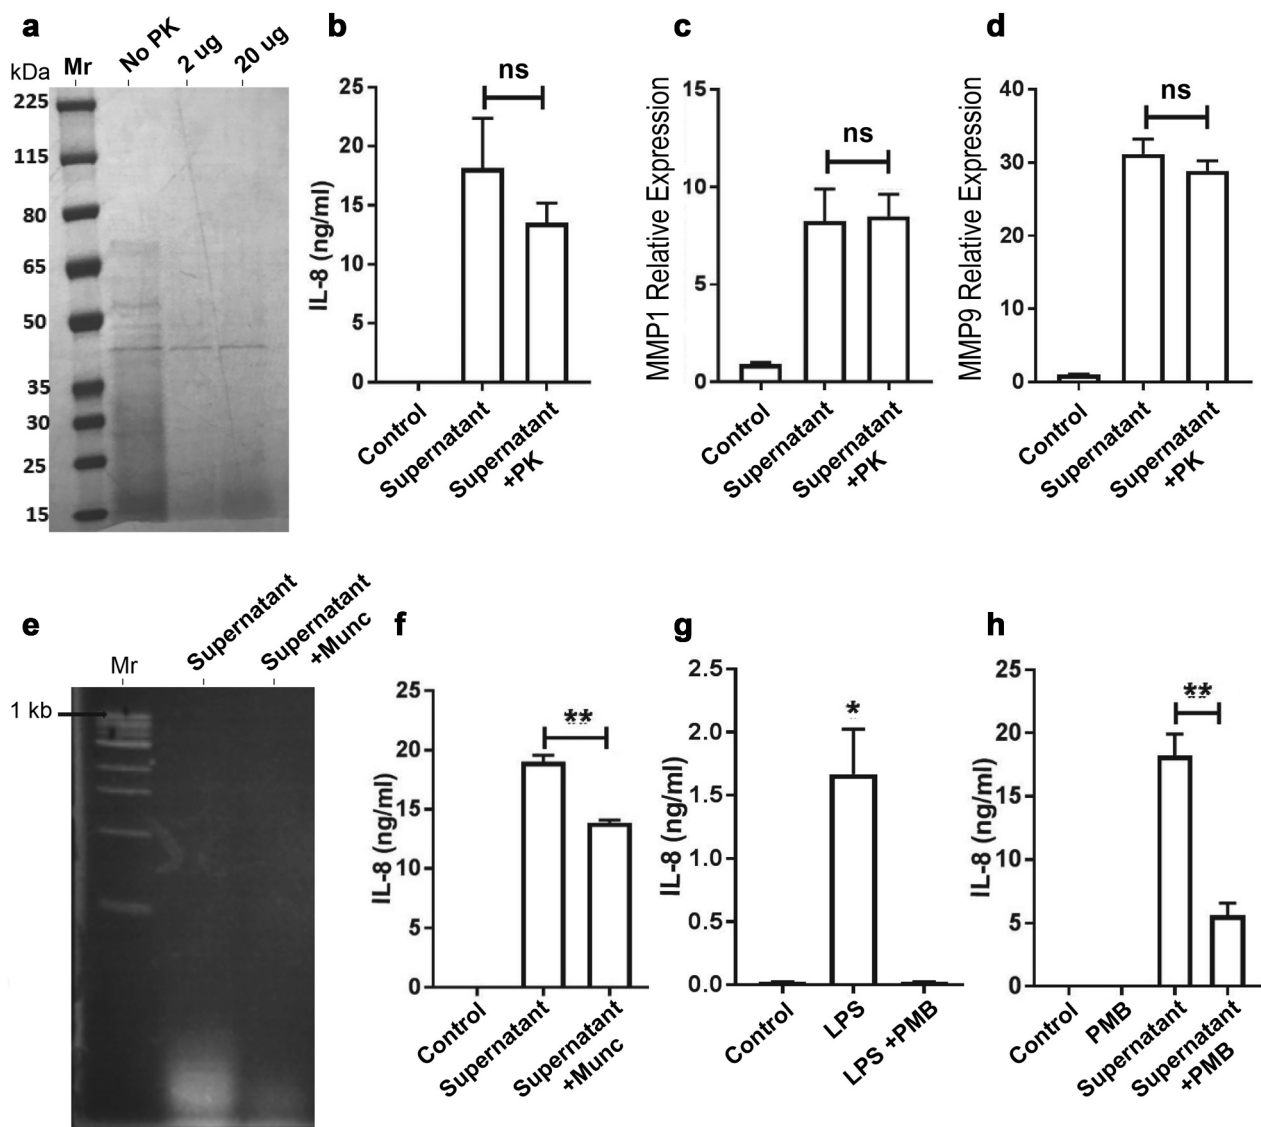 a
kDa
Mr
No PK
2 ug
20 ug
225
115
80
65
50
35
30
25
15
b
IL-8 (ng/ml)
25
20
15
10
5
0
ns
Control
Supernatant
Supernatant
+PK
c
MMP1 Relative Expression
15
10
5
0
ns
Control
Supernatant
Supernatant
+PK
d
MMP9 Relative Expression
40
30
20
10
0
ns
Control
Supernatant
Supernatant
+PK
e
Mr
Supernatant
Supernatant
+Munc
1 kb
f
IL-8 (ng/ml)
25
20
15
10
5
0
**
Control
Supernatant
Supernatant
+Munc
g
IL-8 (ng/ml)
2.5
2.0
1.5
1.0
0.5
0.0
*
Control
LPS
LPS +PMB
h
IL-8 (ng/ml)
25
20
15
10
5
0
**
Control
PMB
Supernatant
Supernatant
+PMB